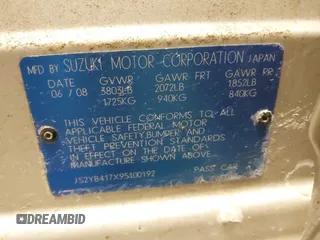 MFD BY SUZUKI MOTOR CORPORATION JAPAN
DATE GVWR GAWR FRT GAWR RR
06 / 08 3805LB 2072LB 1852LB
1725KG 940KG 840KG
THIS VEHICLE CONFORMS TO ALL
APPLICABLE FEDERAL MOTOR
VEHICLE SAFETY,BUMPER AND
THEFT PREVENTION STANDARDS
IN EFFECT ON THE DATE OF
MANUFACTURE SHOWN ABOVE.
JS2YB417X95100192 PASS CAR
DREAMBID